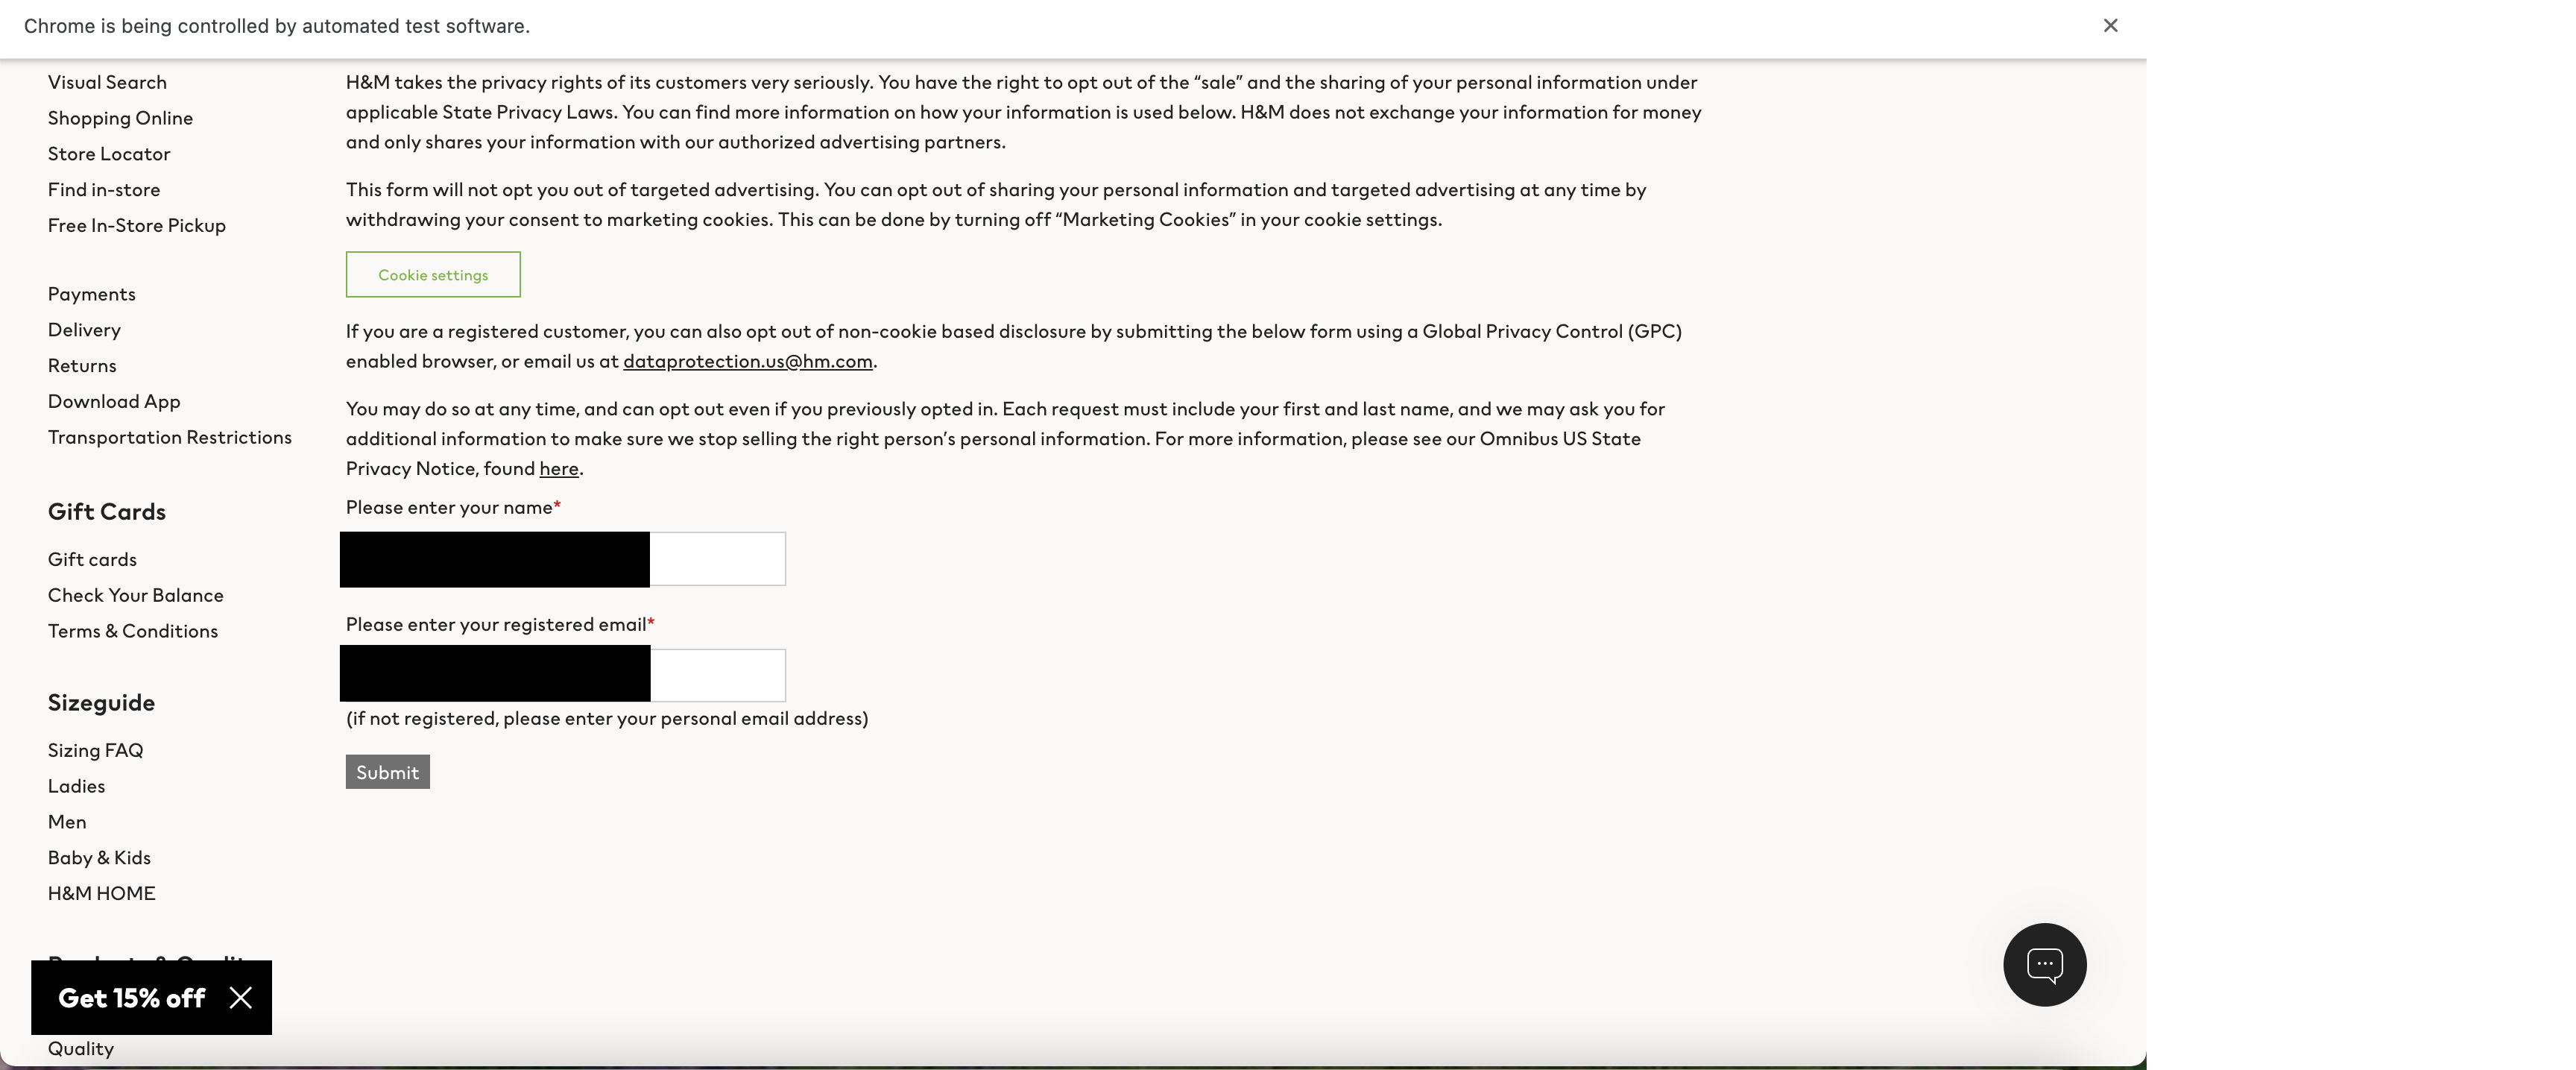 Chrome is being controlled by automated test software.
Visual Search
Shopping Online
Store Locator
Find in-store
Free In-Store Pickup
Payments
Delivery
Returns
Download App
Transportation Restrictions
Gift Cards
Gift cards
Check Your Balance
Terms & Conditions
Sizeguide
Sizing FAQ
Ladies
Men
Baby & Kids
H&M HOME
Get 15% off
Quality
H&M takes the privacy rights of its customers very seriously. You have the right to opt out of the “sale” and the sharing of your personal information under
applicable State Privacy Laws. You can find more information on how your information is used below. H&M does not exchange your information for money
and only shares your information with our authorized advertising partners.
This form will not opt you out of targeted advertising. You can opt out of sharing your personal information and targeted advertising at any time by
withdrawing your consent to marketing cookies. This can be done by turning off “Marketing Cookies” in your cookie settings.
Cookie settings
If you are a registered customer, you can also opt out of non-cookie based disclosure by submitting the below form using a Global Privacy Control (GPC)
enabled browser, or email us at dataprotection.us@hm.com.
You may do so at any time, and can opt out even if you previously opted in. Each request must include your first and last name, and we may ask you for
additional information to make sure we stop selling the right person’s personal information. For more information, please see our Omnibus US State
Privacy Notice, found here.
Please enter your name*
Please enter your registered email*
(if not registered, please enter your personal email address)
Submit